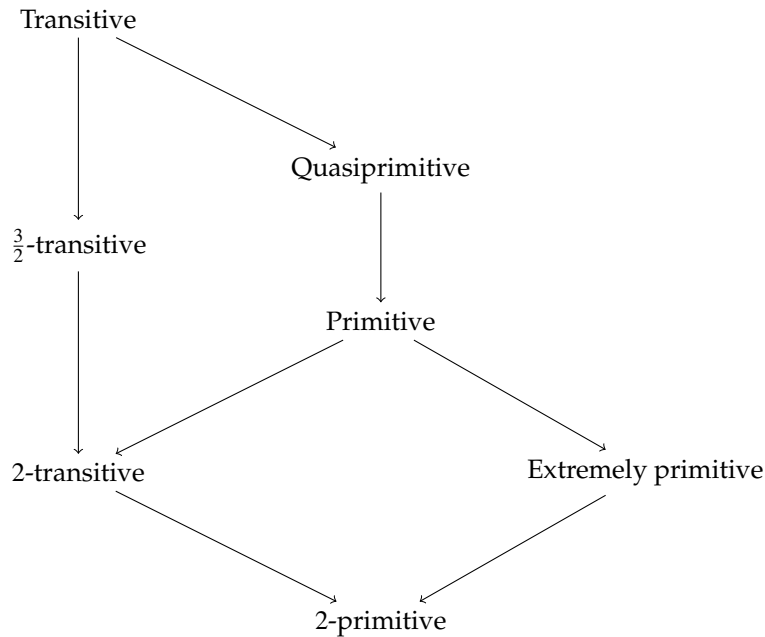 Transitive
Quasiprimitive
3/2-transitive
Primitive
2-transitive
Extremely primitive
2-primitive